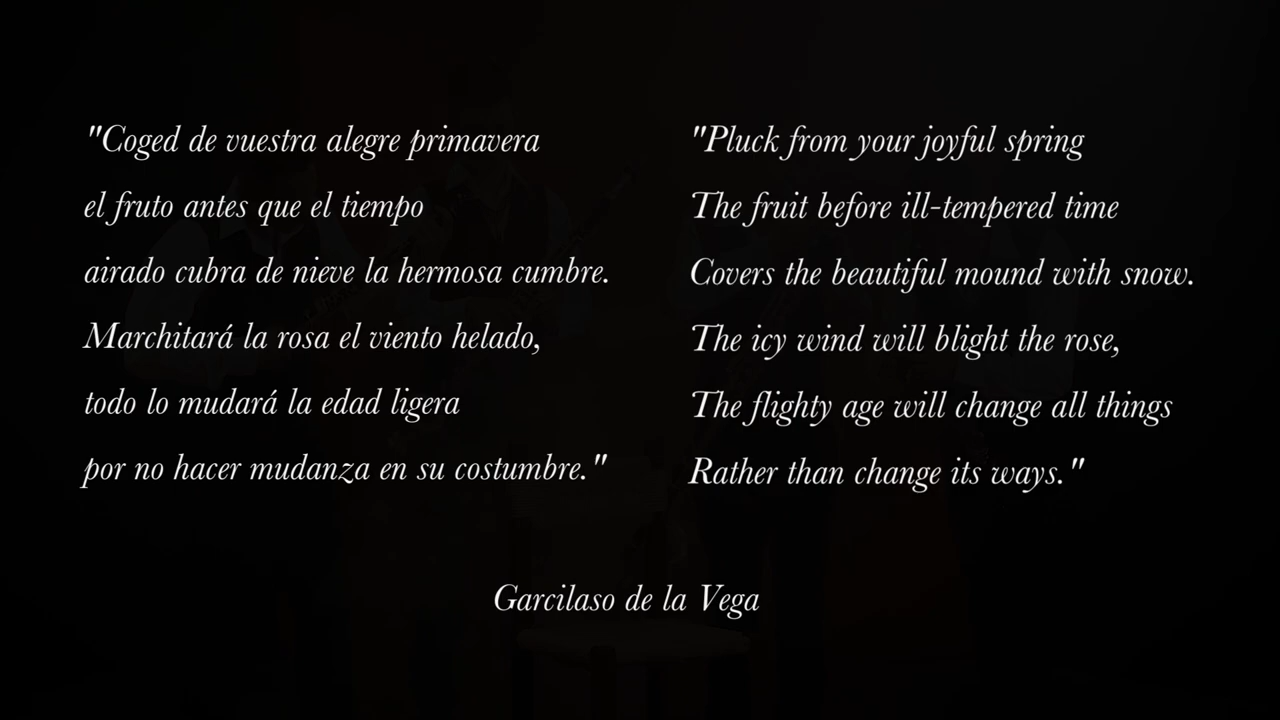 "Coged de vuestra alegre primavera
el fruto antes que el tiempo
airado cubra de nieve la hermosa cumbre.
Marchitará la rosa el viento helado,
todo lo mudará la edad ligera
por no hacer mudanza en su costumbre."
"Pluck from your joyful spring
The fruit before ill-tempered time
Covers the beautiful mound with snow.
The icy wind will blight the rose,
The flighty age will change all things
Rather than change its ways."
Garcilaso de la Vega